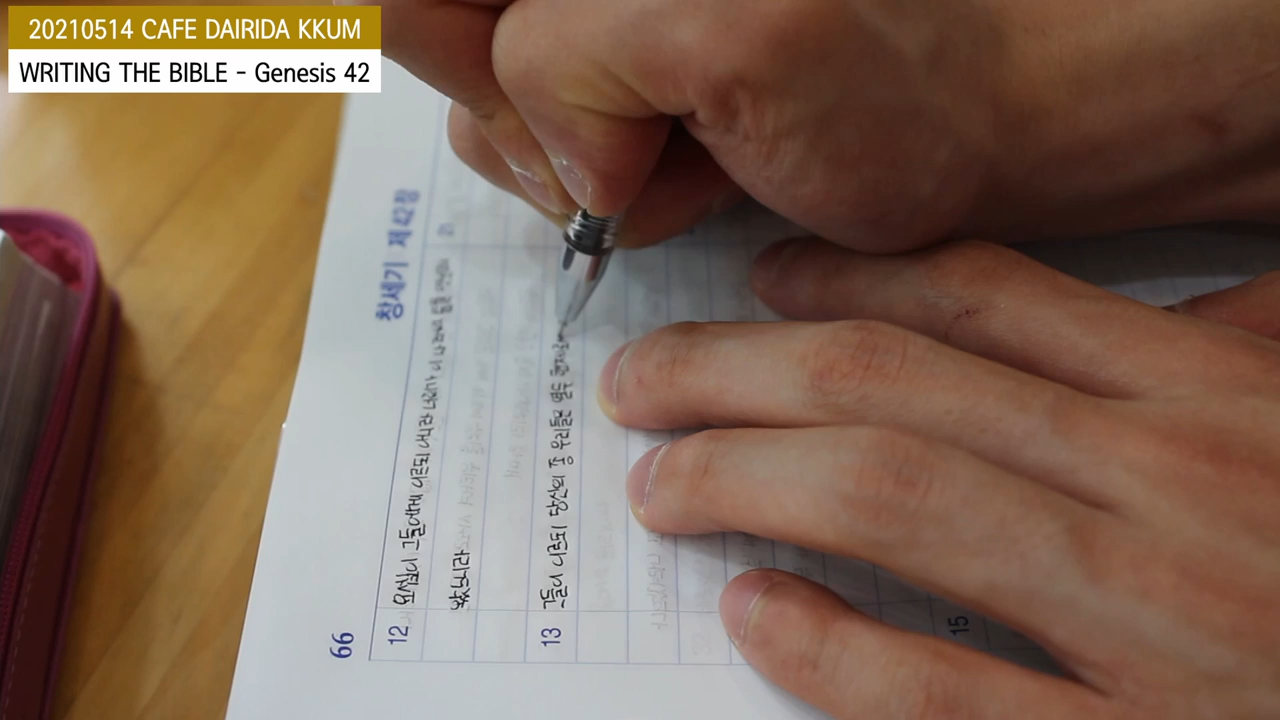 20210514 CAFE DAIRIDA KKUM
WRITING THE BIBLE - Genesis 42
66
창세기 제42장
12 요셉이 그들에게 이르되 아니라 너희가 이 나라의 틈을 엿보러
왔느니라
13 그들이 이르되 당신의 종 우리들은 열두 형제로서
15
21